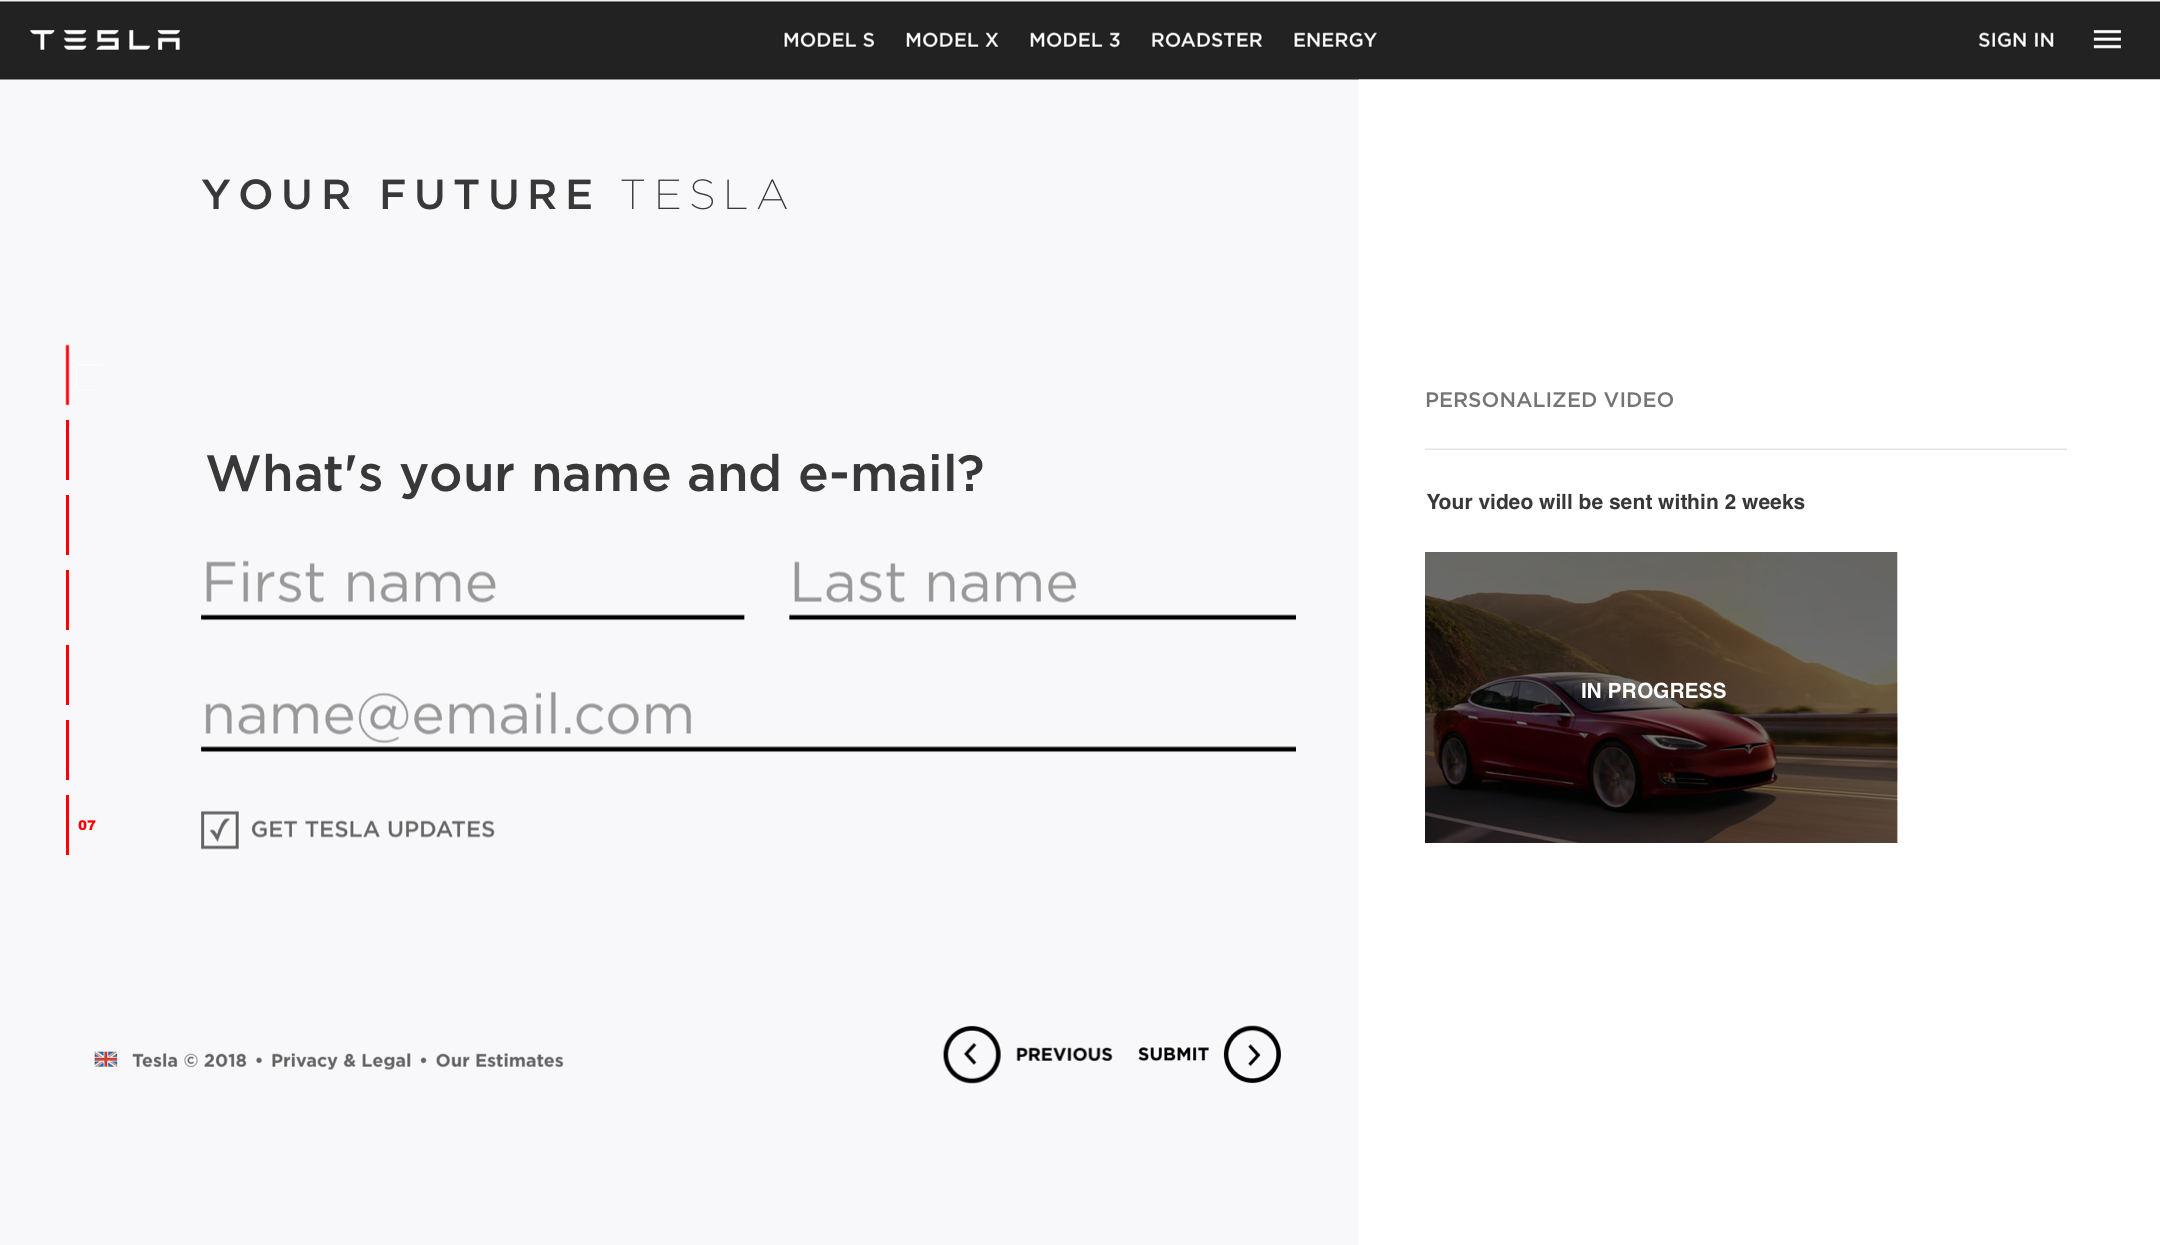 TESLA
MODEL S MODEL X MODEL 3 ROADSTER ENERGY
SIGN IN
YOUR FUTURE TESLA
What's your name and e-mail?
First name
Last name
name@email.com
07
GET TESLA UPDATES
Tesla © 2018 • Privacy & Legal • Our Estimates
PREVIOUS
SUBMIT
PERSONALIZED VIDEO
Your video will be sent within 2 weeks
IN PROGRESS